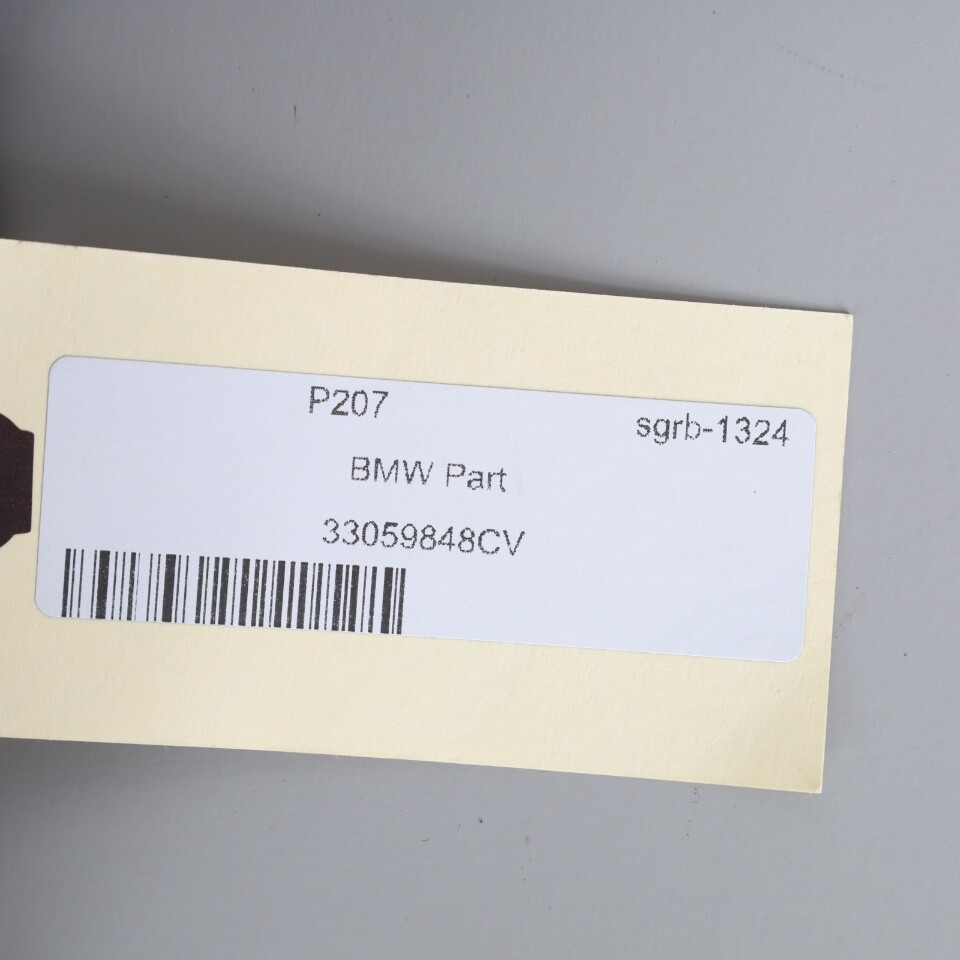 P207
sgrb-1324
BMW Part
33059848CV